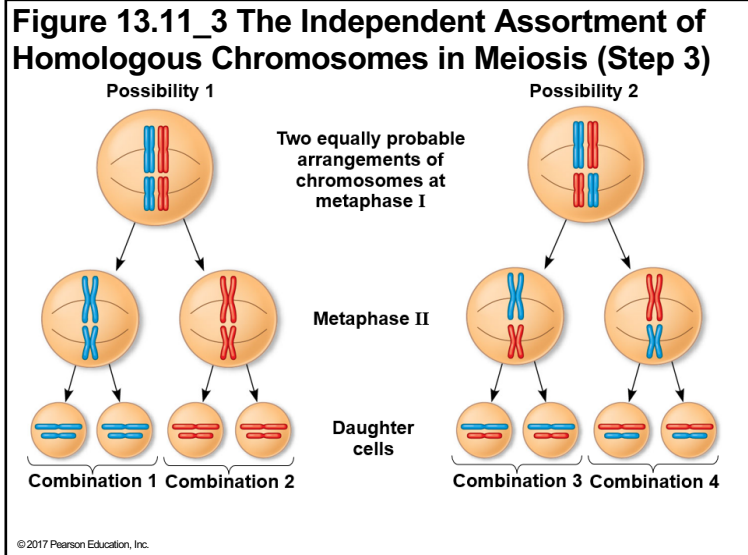 Figure 13.11_3 The Independent Assortment of
Homologous Chromosomes in Meiosis (Step 3)
Possibility 1
Possibility 2
Two equally probable
arrangements of
chromosomes at
metaphase I
Metaphase II
Daughter
cells
Combination 1
Combination 2
Combination 3
Combination 4
© 2017 Pearson Education, Inc.